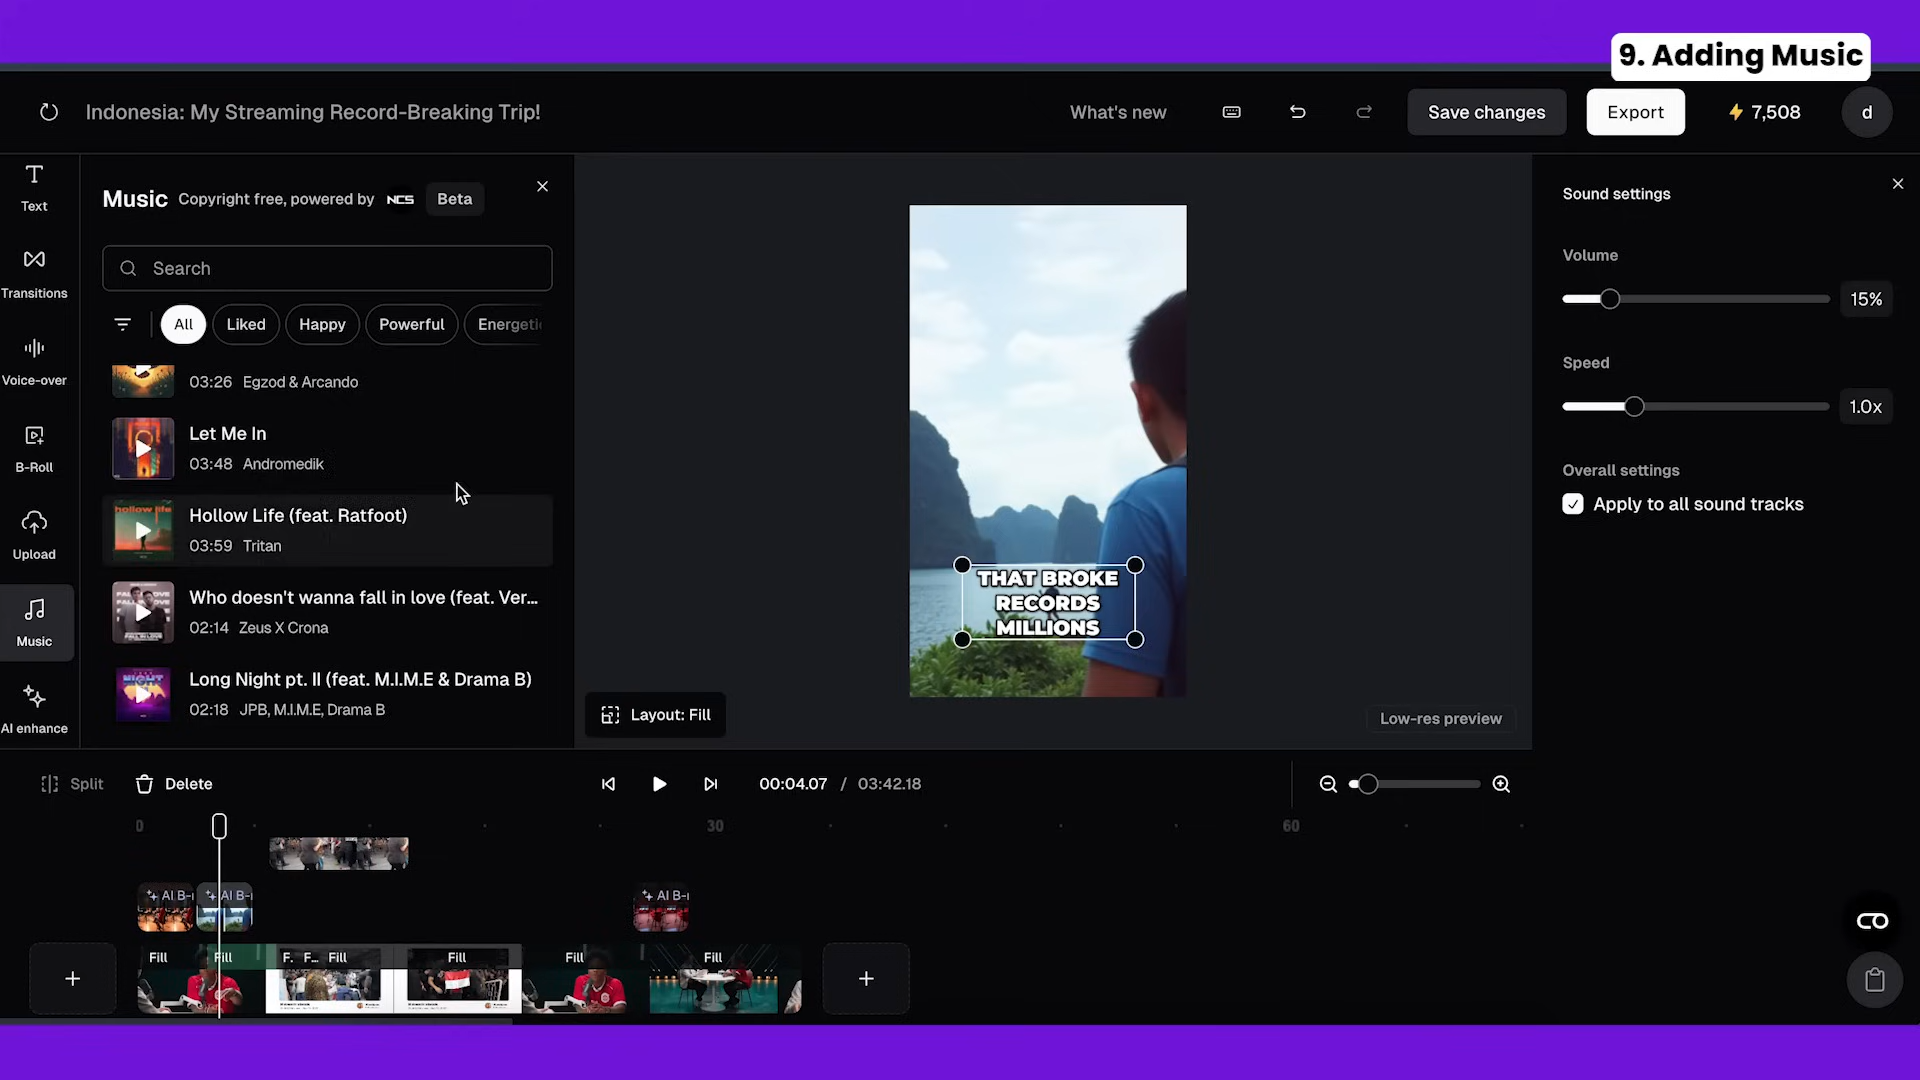 9. Adding Music
Indonesia: My Streaming Record-Breaking Trip!
What's new
Save changes
Export
7,508
d
Text
Transitions
Voice-over
B-Roll
Upload
Music
AI enhance
Music Copyright free, powered by NCS Beta
Search
All
Liked
Happy
Powerful
Energeti
03:26 Egzod & Arcando
Let Me In
03:48 Andromedik
hollow life
Hollow Life (feat. Ratfoot)
03:59 Tritan
Who doesn't wanna fall in love (feat. Ver...
02:14 Zeus X Crona
NIGHT
Long Night pt. II (feat. M.I.M.E & Drama B)
02:18 JPB, M.I.M.E, Drama B
THAT BROKE
RECORDS
MILLIONS
Layout: Fill
Low-res preview
Sound settings
Volume
15%
Speed
1.0x
Overall settings
Apply to all sound tracks
Split
Delete
00:04.07 / 03:42.18
0
30
60
AI B-r
AI B-r
AI B-r
Fill
Fill
F.
F...
Fill
Fill
Fill
Fill